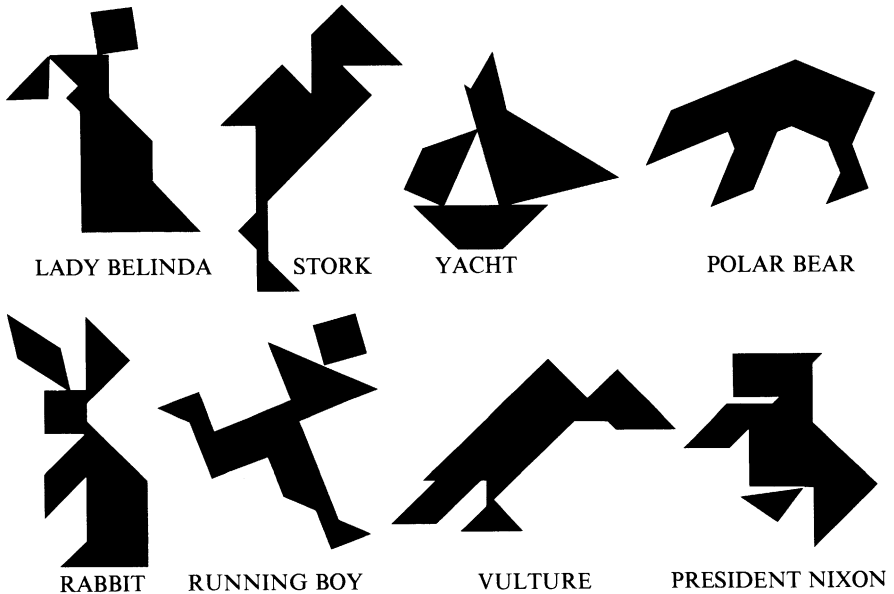 LADY BELINDA
STORK
YACHT
POLAR BEAR
RABBIT
RUNNING BOY
VULTURE
PRESIDENT NIXON